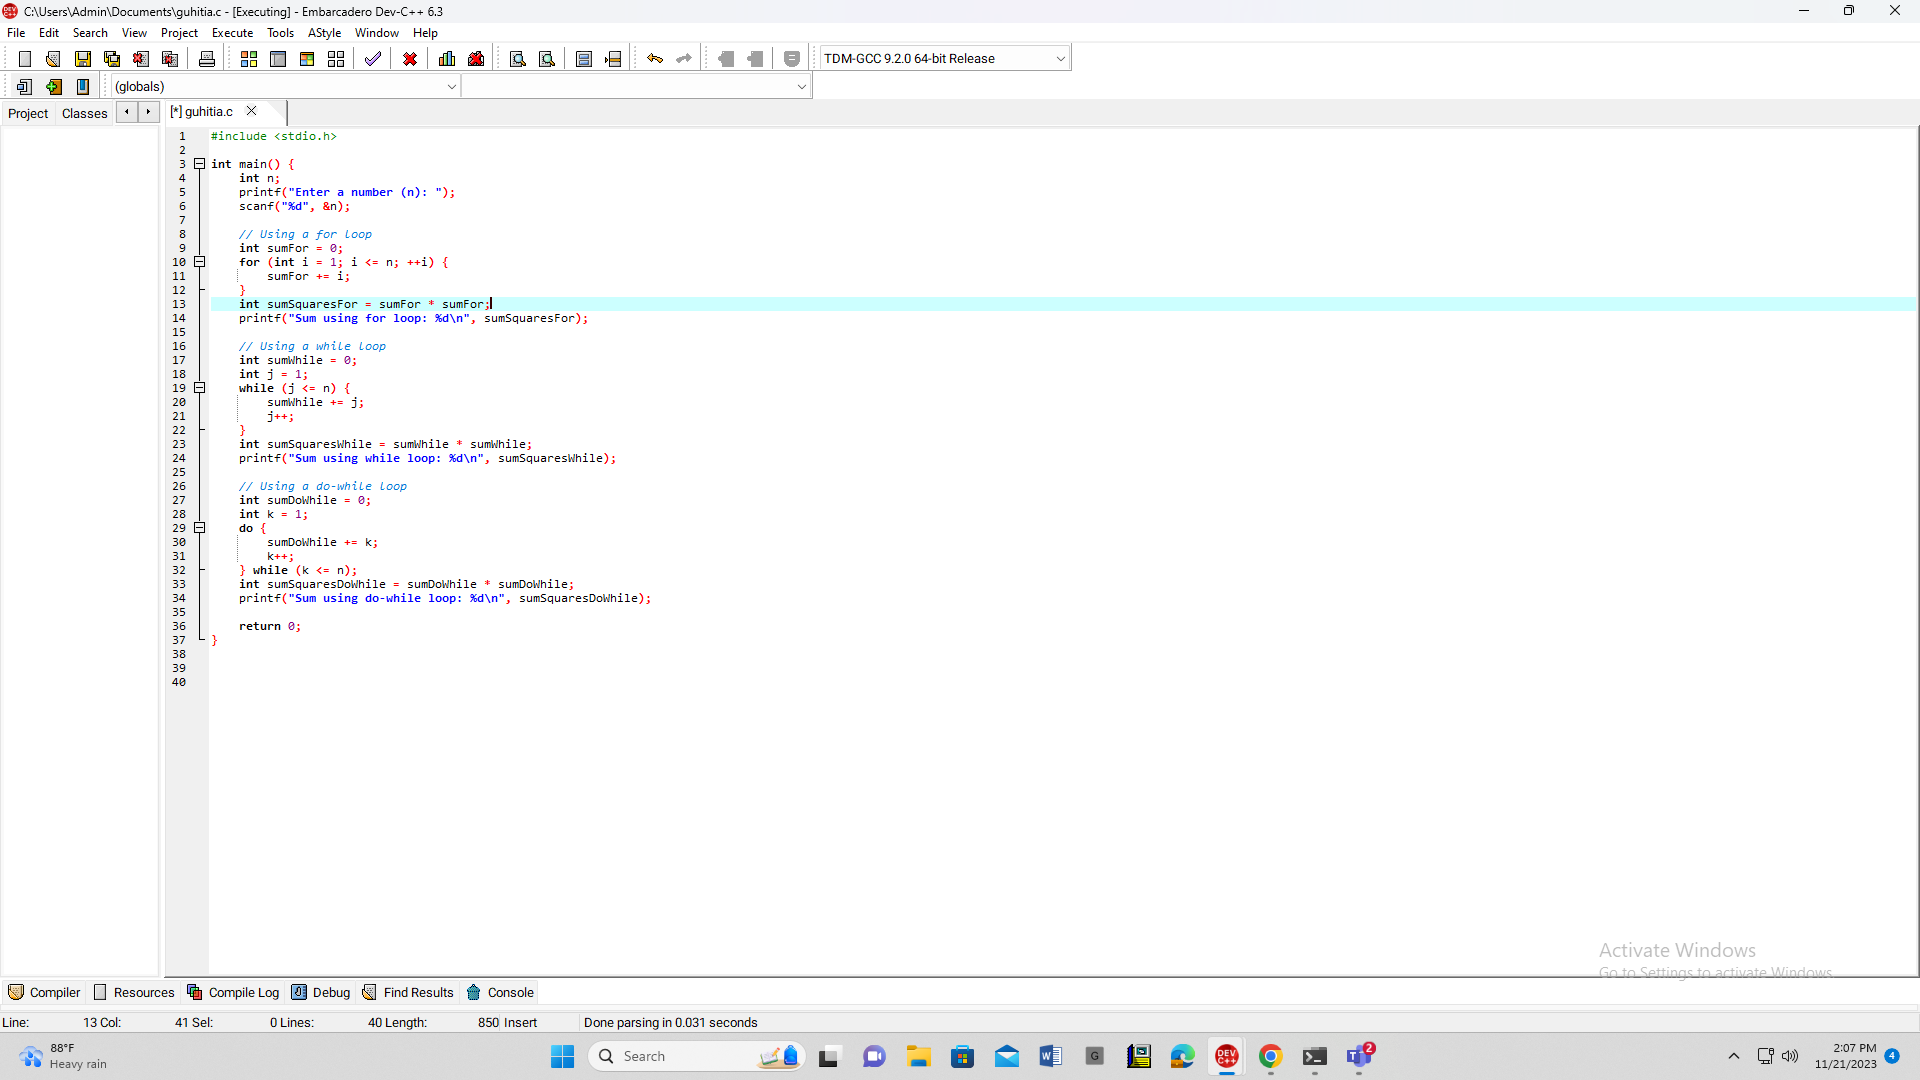 C:\Users\Admin\Documents\guhitia.c - [Executing] - Embarcadero Dev-C++ 6.3
File Edit Search View Project Execute Tools AStyle Window Help
TDM-GCC 9.2.0 64-bit Release
(globals)
Project Classes [*] guhitia.c
1 #include <stdio.h>
2
3 int main() {
4     int n;
5     printf("Enter a number (n): ");
6     scanf("%d", &n);
7
8     // Using a for loop
9     int sumFor = 0;
10     for (int i = 1; i <= n; ++i) {
11         sumFor += i;
12     }
13     int sumSquaresFor = sumFor * sumFor;
14     printf("Sum using for loop: %d\n", sumSquaresFor);
15
16     // Using a while loop
17     int sumWhile = 0;
18     int j = 1;
19     while (j <= n) {
20         sumWhile += j;
21         j++;
22     }
23     int sumSquaresWhile = sumWhile * sumWhile;
24     printf("Sum using while loop: %d\n", sumSquaresWhile);
25
26     // Using a do-while loop
27     int sumDoWhile = 0;
28     int k = 1;
29     do {
30         sumDoWhile += k;
31         k++;
32     } while (k <= n);
33     int sumSquaresDoWhile = sumDoWhile * sumDoWhile;
34     printf("Sum using do-while loop: %d\n", sumSquaresDoWhile);
35
36     return 0;
37 }
38
39
40
Activate Windows
Go to Settings to activate Windows.
Compiler Resources Compile Log Debug Find Results Console
Line: 13 Col: 41 Sel: 0 Lines: 40 Length: 850 Insert Done parsing in 0.031 seconds
88°F
Heavy rain
Search
DEV C++
2
2:07 PM
11/21/2023
4